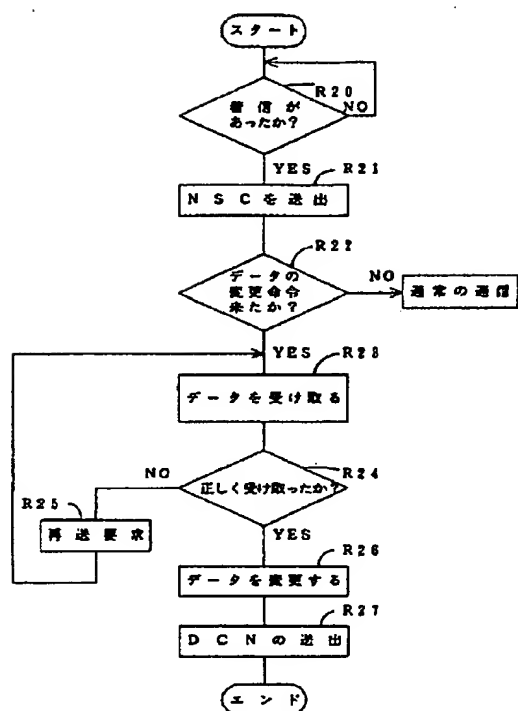 スタート
R20
着信が
あったか?
NO
YES
R21
NSCを送出
R22
データの
変更命令
来たか?
NO
通常の通信
YES
R23
データを受け取る
R24
正しく受け取ったか?
NO
R25
再送要求
YES
R26
データを変更する
R27
DCNの送出
エンド